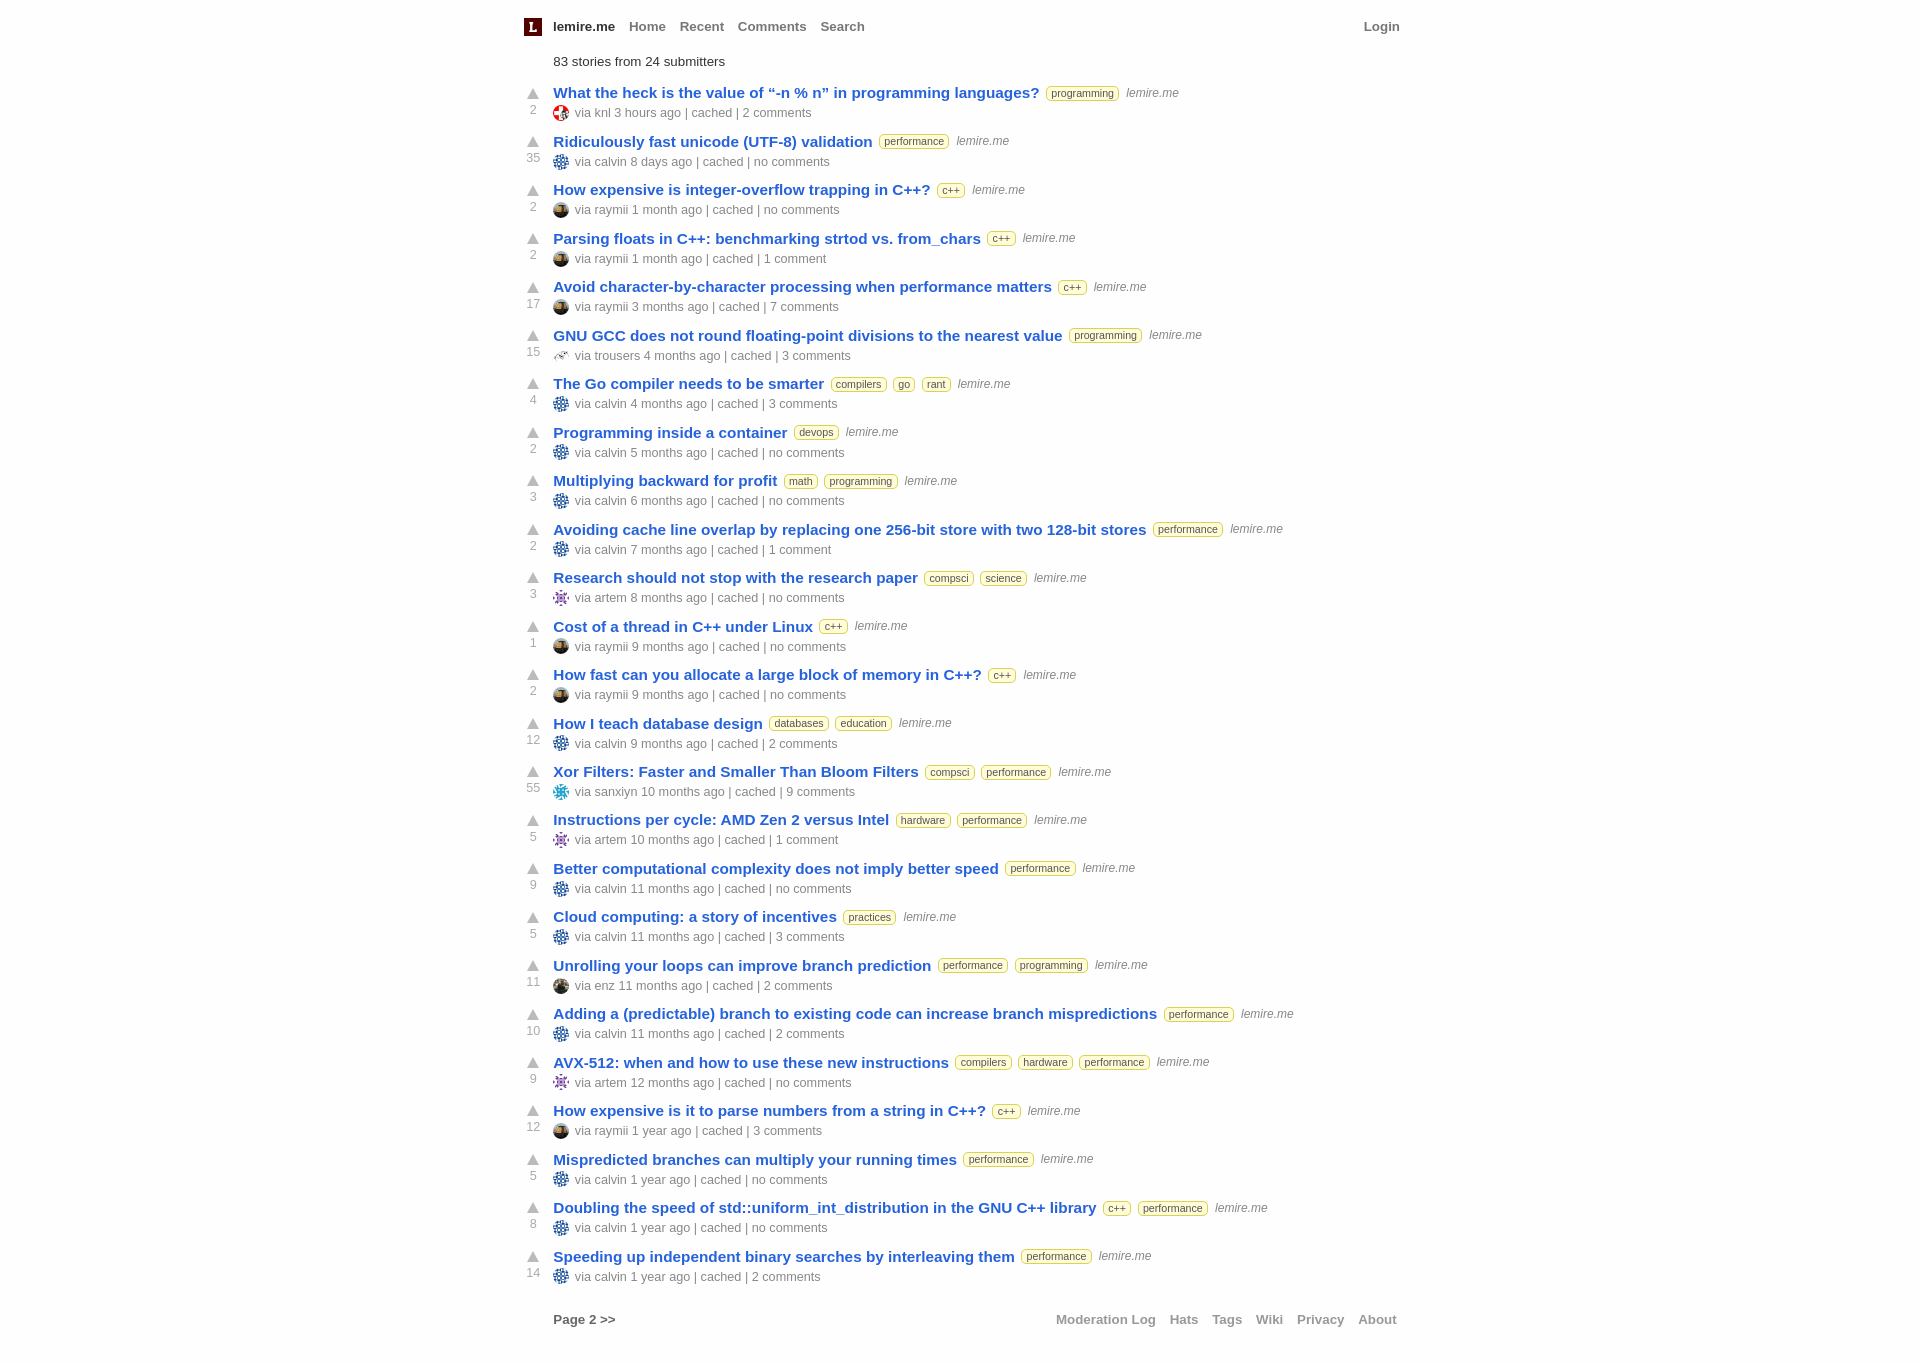 L lemire.me Home Recent Comments Search Login
83 stories from 24 submitters
What the heck is the value of “-n % n” in programming languages? programming lemire.me
2 via knl 3 hours ago | cached | 2 comments
Ridiculously fast unicode (UTF-8) validation performance lemire.me
35 via calvin 8 days ago | cached | no comments
How expensive is integer-overflow trapping in C++? c++ lemire.me
2 via raymii 1 month ago | cached | no comments
Parsing floats in C++: benchmarking strtod vs. from_chars c++ lemire.me
2 via raymii 1 month ago | cached | 1 comment
Avoid character-by-character processing when performance matters c++ lemire.me
17 via raymii 3 months ago | cached | 7 comments
GNU GCC does not round floating-point divisions to the nearest value programming lemire.me
15 via trousers 4 months ago | cached | 3 comments
The Go compiler needs to be smarter compilers go rant lemire.me
4 via calvin 4 months ago | cached | 3 comments
Programming inside a container devops lemire.me
2 via calvin 5 months ago | cached | no comments
Multiplying backward for profit math programming lemire.me
3 via calvin 6 months ago | cached | no comments
Avoiding cache line overlap by replacing one 256-bit store with two 128-bit stores performance lemire.me
2 via calvin 7 months ago | cached | 1 comment
Research should not stop with the research paper compsci science lemire.me
3 via artem 8 months ago | cached | no comments
Cost of a thread in C++ under Linux c++ lemire.me
1 via raymii 9 months ago | cached | no comments
How fast can you allocate a large block of memory in C++? c++ lemire.me
2 via raymii 9 months ago | cached | no comments
How I teach database design databases education lemire.me
12 via calvin 9 months ago | cached | 2 comments
Xor Filters: Faster and Smaller Than Bloom Filters compsci performance lemire.me
55 via sanxiyn 10 months ago | cached | 9 comments
Instructions per cycle: AMD Zen 2 versus Intel hardware performance lemire.me
5 via artem 10 months ago | cached | 1 comment
Better computational complexity does not imply better speed performance lemire.me
9 via calvin 11 months ago | cached | no comments
Cloud computing: a story of incentives practices lemire.me
5 via calvin 11 months ago | cached | 3 comments
Unrolling your loops can improve branch prediction performance programming lemire.me
11 via enz 11 months ago | cached | 2 comments
Adding a (predictable) branch to existing code can increase branch mispredictions performance lemire.me
10 via calvin 11 months ago | cached | 2 comments
AVX-512: when and how to use these new instructions compilers hardware performance lemire.me
9 via artem 12 months ago | cached | no comments
How expensive is it to parse numbers from a string in C++? c++ lemire.me
12 via raymii 1 year ago | cached | 3 comments
Mispredicted branches can multiply your running times performance lemire.me
5 via calvin 1 year ago | cached | no comments
Doubling the speed of std::uniform_int_distribution in the GNU C++ library c++ performance lemire.me
8 via calvin 1 year ago | cached | no comments
Speeding up independent binary searches by interleaving them performance lemire.me
14 via calvin 1 year ago | cached | 2 comments
Page 2 >> Moderation Log Hats Tags Wiki Privacy About